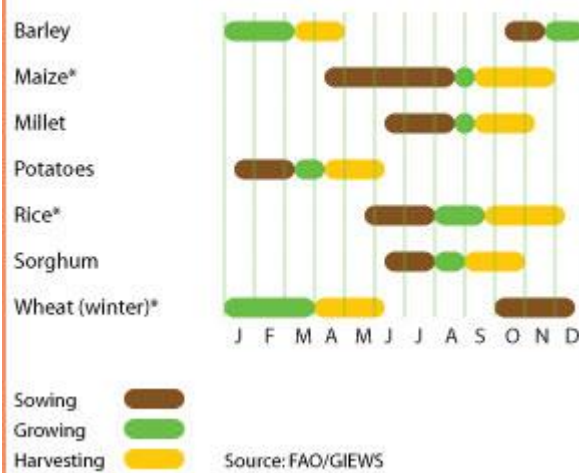 Barley
Maize*
Millet
Potatoes
Rice*
Sorghum
Wheat (winter)*
J F M A M J J A S O N D
Sowing
Growing
Harvesting
Source: FAO/GIEWS